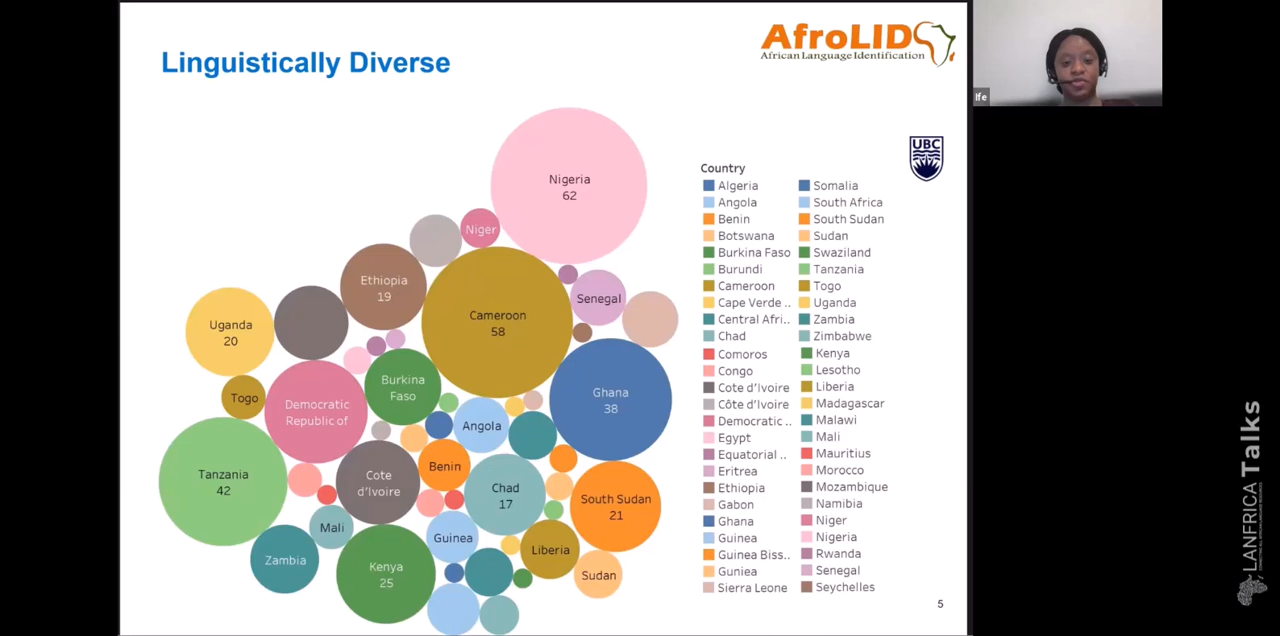 Linguistically Diverse
AfroLID
African Language Identification
Ife
UBC
Nigeria
62
Niger
Ethiopia
19
Senegal
Cameroon
58
Uganda
20
Burkina
Faso
Ghana
38
Togo
Democratic
Republic of
Angola
Tanzania
42
Cote
d'Ivoire
Benin
Chad
17
South Sudan
21
Mali
Guinea
Liberia
Zambia
Kenya
25
Sudan
Country
Algeria
Angola
Benin
Botswana
Burkina Faso
Burundi
Cameroon
Cape Verde ..
Central Afri..
Chad
Comoros
Congo
Cote d'Ivoire
Côte d'Ivoire
Democratic ..
Egypt
Equatorial ..
Eritrea
Ethiopia
Gabon
Ghana
Guinea
Guinea Biss..
Guniea
Sierra Leone
Somalia
South Africa
South Sudan
Sudan
Swaziland
Tanzania
Togo
Uganda
Zambia
Zimbabwe
Kenya
Lesotho
Liberia
Madagascar
Malawi
Mali
Mauritius
Morocco
Mozambique
Namibia
Niger
Nigeria
Rwanda
Senegal
Seychelles
5
LANFRICA Talks